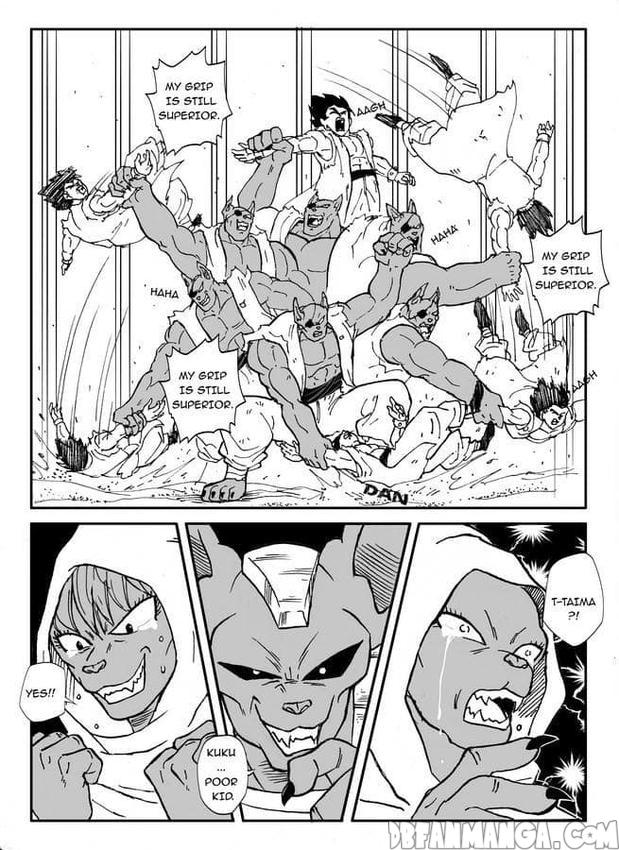 MY GRIP
IS STILL
SUPERIOR.
AAGH
HAHA
MY GRIP
IS STILL
SUPERIOR.
HAHA
MY GRIP
IS STILL
SUPERIOR.
AAGH
DAN
YES!!
KUKU
...
POOR
KID.
T-TAIMA
?!
DBFANMANGA.COM